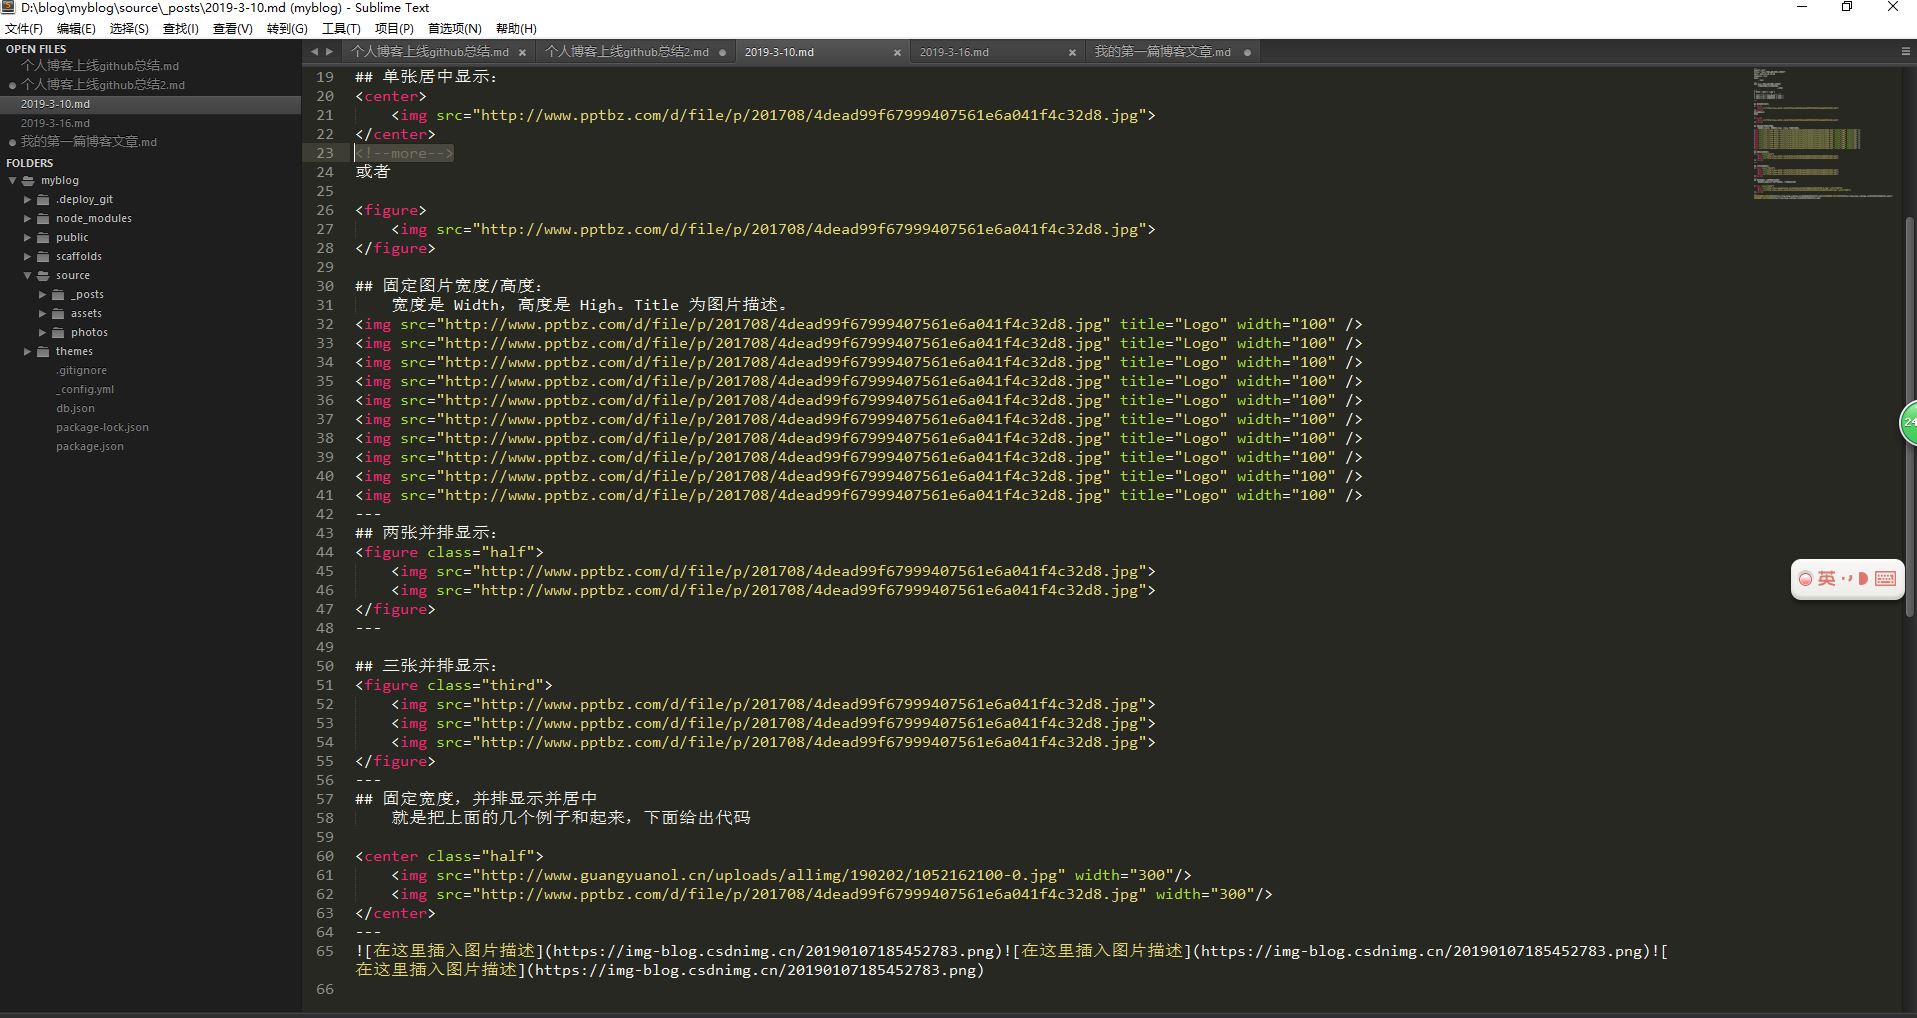 D:\blog\myblog\source\_posts\2019-3-10.md (myblog) - Sublime Text
文件(F) 编辑(E) 选择(S) 查找(I) 查看(V) 转到(G) 工具(T) 项目(P) 首选项(N) 帮助(H)
OPEN FILES
个人博客上线github总结.md
个人博客上线github总结2.md
2019-3-10.md
2019-3-16.md
我的第一篇博客文章.md
FOLDERS
myblog
.deploy_git
node_modules
public
scaffolds
source
_posts
assets
photos
themes
.gitignore
_config.yml
db.json
package-lock.json
package.json
个人博客上线github总结.md 个人博客上线github总结2.md 2019-3-10.md 2019-3-16.md 我的第一篇博客文章.md
19 ## 单张居中显示：
20 <center>
21 <img src="http://www.pptbz.com/d/file/p/201708/4dead99f67999407561e6a041f4c32d8.jpg">
22 </center>
23 <!--more-->
24 或者
25
26 <figure>
27 <img src="http://www.pptbz.com/d/file/p/201708/4dead99f67999407561e6a041f4c32d8.jpg">
28 </figure>
29
30 ## 固定图片宽度/高度：
31 宽度是 Width，高度是 High。Title 为图片描述。
32 <img src="http://www.pptbz.com/d/file/p/201708/4dead99f67999407561e6a041f4c32d8.jpg" title="Logo" width="100" />
33 <img src="http://www.pptbz.com/d/file/p/201708/4dead99f67999407561e6a041f4c32d8.jpg" title="Logo" width="100" />
34 <img src="http://www.pptbz.com/d/file/p/201708/4dead99f67999407561e6a041f4c32d8.jpg" title="Logo" width="100" />
35 <img src="http://www.pptbz.com/d/file/p/201708/4dead99f67999407561e6a041f4c32d8.jpg" title="Logo" width="100" />
36 <img src="http://www.pptbz.com/d/file/p/201708/4dead99f67999407561e6a041f4c32d8.jpg" title="Logo" width="100" />
37 <img src="http://www.pptbz.com/d/file/p/201708/4dead99f67999407561e6a041f4c32d8.jpg" title="Logo" width="100" />
38 <img src="http://www.pptbz.com/d/file/p/201708/4dead99f67999407561e6a041f4c32d8.jpg" title="Logo" width="100" />
39 <img src="http://www.pptbz.com/d/file/p/201708/4dead99f67999407561e6a041f4c32d8.jpg" title="Logo" width="100" />
40 <img src="http://www.pptbz.com/d/file/p/201708/4dead99f67999407561e6a041f4c32d8.jpg" title="Logo" width="100" />
41 <img src="http://www.pptbz.com/d/file/p/201708/4dead99f67999407561e6a041f4c32d8.jpg" title="Logo" width="100" />
42 ---
43 ## 两张并排显示：
44 <figure class="half">
45 <img src="http://www.pptbz.com/d/file/p/201708/4dead99f67999407561e6a041f4c32d8.jpg">
46 <img src="http://www.pptbz.com/d/file/p/201708/4dead99f67999407561e6a041f4c32d8.jpg">
47 </figure>
48 ---
49
50 ## 三张并排显示：
51 <figure class="third">
52 <img src="http://www.pptbz.com/d/file/p/201708/4dead99f67999407561e6a041f4c32d8.jpg">
53 <img src="http://www.pptbz.com/d/file/p/201708/4dead99f67999407561e6a041f4c32d8.jpg">
54 <img src="http://www.pptbz.com/d/file/p/201708/4dead99f67999407561e6a041f4c32d8.jpg">
55 </figure>
56 ---
57 ## 固定宽度，并排显示并居中
58 就是把上面的几个例子和起来，下面给出代码
59
60 <center class="half">
61 <img src="http://www.guangyuanol.cn/uploads/allimg/190202/1052162100-0.jpg" width="300"/>
62 <img src="http://www.pptbz.com/d/file/p/201708/4dead99f67999407561e6a041f4c32d8.jpg" width="300"/>
63 </center>
64 ---
65 ![在这里插入图片描述](https://img-blog.csdnimg.cn/20190107185452783.png)![在这里插入图片描述](https://img-blog.csdnimg.cn/20190107185452783.png)![
在这里插入图片描述](https://img-blog.csdnimg.cn/20190107185452783.png)
66
24
英